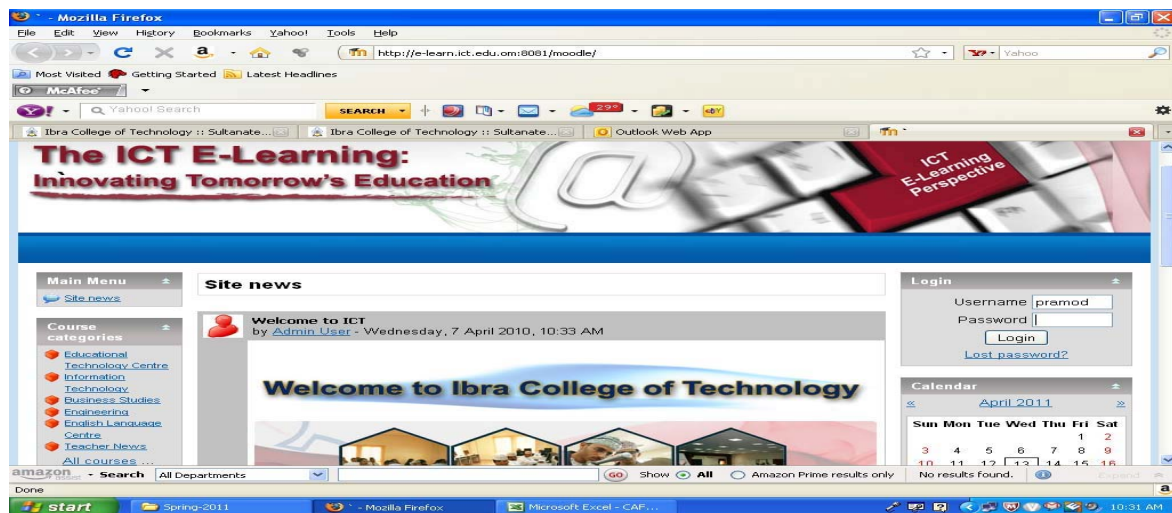 ` - Mozilla Firefox
File Edit View History Bookmarks Yahoo! Tools Help
http://e-learn.ict.edu.om:8081/moodle/
Yahoo
Most Visited Getting Started Latest Headlines
McAfee
Yahoo! Search SEARCH 29°
Ibra College of Technology :: Sultanate... Ibra College of Technology :: Sultanate... Outlook Web App `
The ICT E-Learning:
Innovating Tomorrow's Education
ICT
E-Learning
Perspective
Main Menu
Site news
Course
categories
Educational
Technology Centre
Information
Technology
Business Studies
Engineering
English Language
Centre
Teacher News
All courses ...
Site news
Welcome to ICT
by Admin User - Wednesday, 7 April 2010, 10:33 AM
Welcome to Ibra College of Technology
Login
Username pramod
Password
Login
Lost password?
Calendar
« April 2011 »
Sun Mon Tue Wed Thu Fri Sat
1 2
3 4 5 6 7 8 9
10 11 12 13 14 15 16
amazon - Search All Departments GO Show All Amazon Prime results only No results found. Expand
Done
start Spring-2011 ` - Mozilla Firefox Microsoft Excel - CAF... 10:31 AM